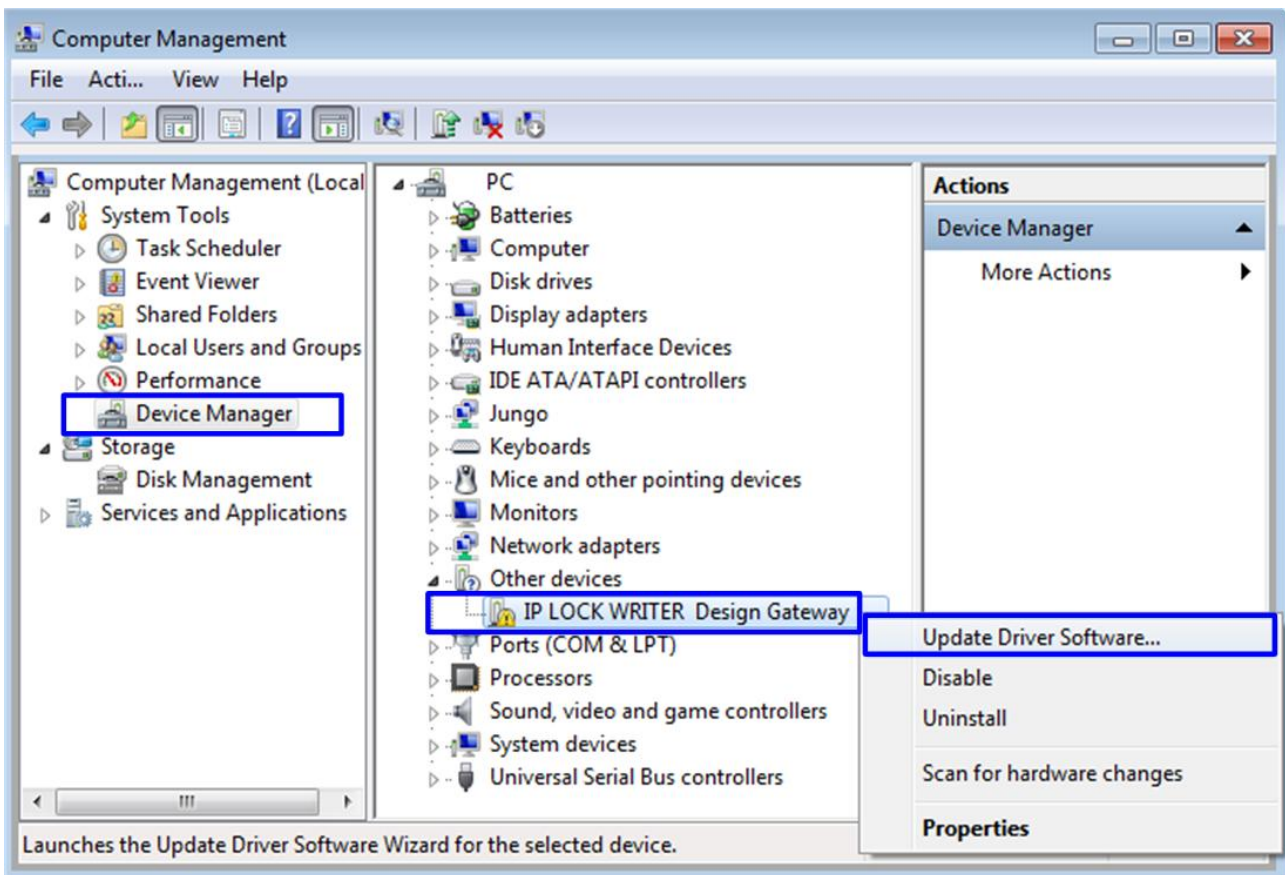 Computer Management
File Acti... View Help
Computer Management (Local
System Tools
Task Scheduler
Event Viewer
Shared Folders
Local Users and Groups
Performance
Device Manager
Storage
Disk Management
Services and Applications
PC
Batteries
Computer
Disk drives
Display adapters
Human Interface Devices
IDE ATA/ATAPI controllers
Jungo
Keyboards
Mice and other pointing devices
Monitors
Network adapters
Other devices
IP LOCK WRITER Design Gateway
Ports (COM & LPT)
Processors
Sound, video and game controllers
System devices
Universal Serial Bus controllers
Actions
Device Manager
More Actions
Update Driver Software...
Disable
Uninstall
Scan for hardware changes
Properties
Launches the Update Driver Software Wizard for the selected device.